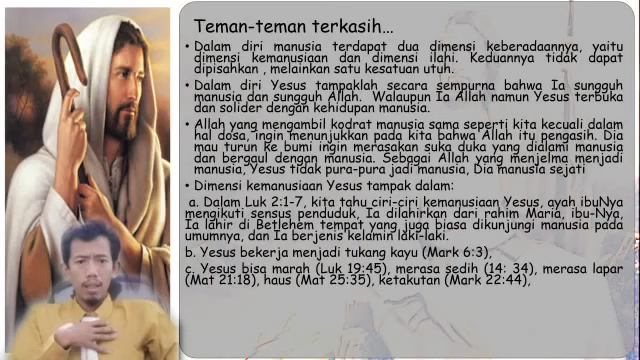 Teman-teman terkasih...
• Dalam diri manusia terdapat dua dimensi keberadaannya, yaitu
dimensi kemanusiaan dan dimensi ilahi. Keduannya tidak dapat
dipisahkan , melainkan satu kesatuan utuh.
• Dalam diri Yesus tampaklah secara sempurna bahwa Ia sungguh
manusia dan sungguh Allah. Walaupun Ia Allah namun Yesus terbuka
dan solider dengan kehidupan manusia.
• Allah yang mengambil kodrat manusia sama seperti kita kecuali dalam
hal dosa, ingin menunjukkan pada kita bahwa Allah itu pengasih. Dia
mau turun ke bumi ingin merasakan suka duka yang dialami manusia
dan bergaul dengan manusia. Sebagai Allah yang menjelma menjadi
manusia, Yesus tidak pura-pura jadi manusia, Dia manusia sejati
• Dimensi kemanusiaan Yesus tampak dalam:
a. Dalam Luk 2:1-7, kita tahu ciri-ciri kemanusiaan Yesus, ayah ibuNya
mengikuti sensus penduduk, Ia dilahirkan dari rahim Maria, ibu-Nya,
Ia lahir di Betlehem tempat yang juga biasa dikunjungi manusia pada
umumnya, dan Ia berjenis kelamin laki-laki.
b. Yesus bekerja menjadi tukang kayu (Mark 6:3),
c. Yesus bisa marah (Luk 19:45), merasa sedih (14: 34), merasa lapar
(Mat 21:18), haus (Mat 25:35), ketakutan (Mark 22:44),